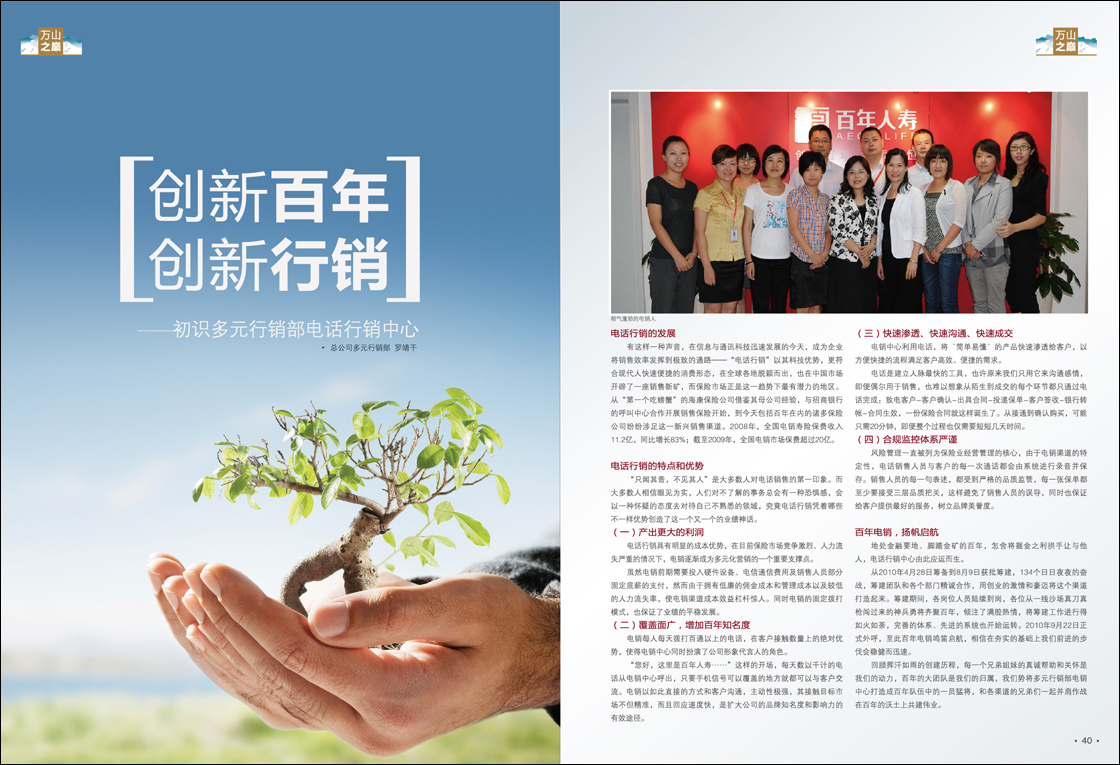 万山
之巅
创新百年
创新行销
——初识多元行销部电话行销中心
• 总公司多元行销部 罗靖干
万山
之巅
百年人寿
AEON LIFE
朝气蓬勃的电销人
电话行销的发展
有这样一种声音，在信息与通讯科技迅速发展的今天，成为企业
将销售效率发挥到极致的通路——“电话行销”以其科技优势，更符
合现代人快速便捷的消费形态，在全球各地脱颖而出，也在中国市场
开辟了一座销售新矿，而保险市场正是这一趋势下最有潜力的地区。
从“第一个吃螃蟹”的海康保险公司借鉴其母公司经验，与招商银行
的呼叫中心合作开展销售保险开始，到今天包括百年在内的诸多保险
公司纷纷涉足这一新兴销售渠道。2008年，全国电销寿险保费收入
11.2亿，同比增长83%；截至2009年，全国电销市场保费超过20亿。
电话行销的特点和优势
“只闻其音，不见其人”是大多数人对电话销售的第一印象。而
大多数人相信眼见为实，人们对不了解的事务总会有一种恐惧感，会
以一种怀疑的态度去对待自己不熟悉的领域，究竟电话行销凭着哪些
不一样优势创造了这一个又一个的业绩神话。
（一）产出更大的利润
电话行销具有明显的成本优势，在目前保险市场竞争激烈、人力流
失严重的情况下，电销逐渐成为多元化营销的一个重要支撑点。
虽然电销前期需要投入硬件设备、电信通信费用及销售人员部分
固定底薪的支付，然而由于拥有低廉的佣金成本和管理成本以及较低
的人力流失率，使电销渠道成本效益杠杆惊人。同时电销的固定拨打
模式，也保证了业绩的平稳发展。
（二）覆盖面广，增加百年知名度
电销每人每天拨打百通以上的电话，在客户接触数量上的绝对优
势，使得电销中心同时扮演了公司形象代言人的角色。
“您好，这里是百年人寿……”这样的开场，每天数以千计的电
话从电销中心呼出，只要手机信号可以覆盖的地方就都可以与客户交
流。电销以如此直接的方式和客户沟通，主动性极强，其接触目标市
场不但精准，而且回应速度快，是扩大公司的品牌知名度和影响力的
有效途径。
（三）快速渗透、快速沟通、快速成交
电销中心利用电话，将‘简单易懂’的产品快速渗透给客户，以
方便快捷的流程满足客户高效、便捷的需求。
电话是建立人脉最快的工具，也许原来我们只用它来沟通感情，
即便偶尔用于销售，也难以想象从陌生到成交的每个环节都只通过电
话完成：致电客户-客户确认-出具合同-投递保单-客户签收-银行转
帐-合同生效，一份保险合同就这样诞生了。从接通到确认购买，可能
只需20分钟，即便整个过程也仅需要短短几天时间。
（四）合规监控体系严谨
风险管理一直被列为保险业经营管理的核心，由于电销渠道的特
定性，电话销售人员与客户的每一次通话都会由系统进行录音并保
存。销售人员的每一句表述，都受到严格的品质监管，每一张保单都
至少要接受三层品质把关，这样避免了销售人员的误导，同时也保证
给客户提供最好的服务，树立品牌美誉度。
百年电销，扬帆启航
地处金融要地、脚踏金矿的百年，怎舍将掘金之利拱手让与他
人，电话行销中心由此应运而生。
从2010年4月28日筹备到8月9日获批筹建，134个日日夜夜的奋
战，筹建团队和各个部门精诚合作，用创业的激情和豪迈将这个渠道
打造起来。筹建期间，各岗位人员陆续到岗，各位从一线沙场真刀真
枪闯过来的神兵勇将齐聚百年，倾注了满腔热情，将筹建工作进行得
如火如荼，完善的体系、先进的系统也开始运转。2010年9月22日正
式外呼，至此百年电销鸣笛启航，相信在夯实的基础上我们前进的步
伐会稳健而迅速。
回顾挥汗如雨的创建历程，每一个兄弟姐妹的真诚帮助和关怀是
我们的动力，百年的大团队是我们的归属，我们势将多元行销部电销
中心打造成百年队伍中的一员猛将，和各渠道的兄弟们一起并肩作战
在百年的沃土上共建伟业。
• 40 •